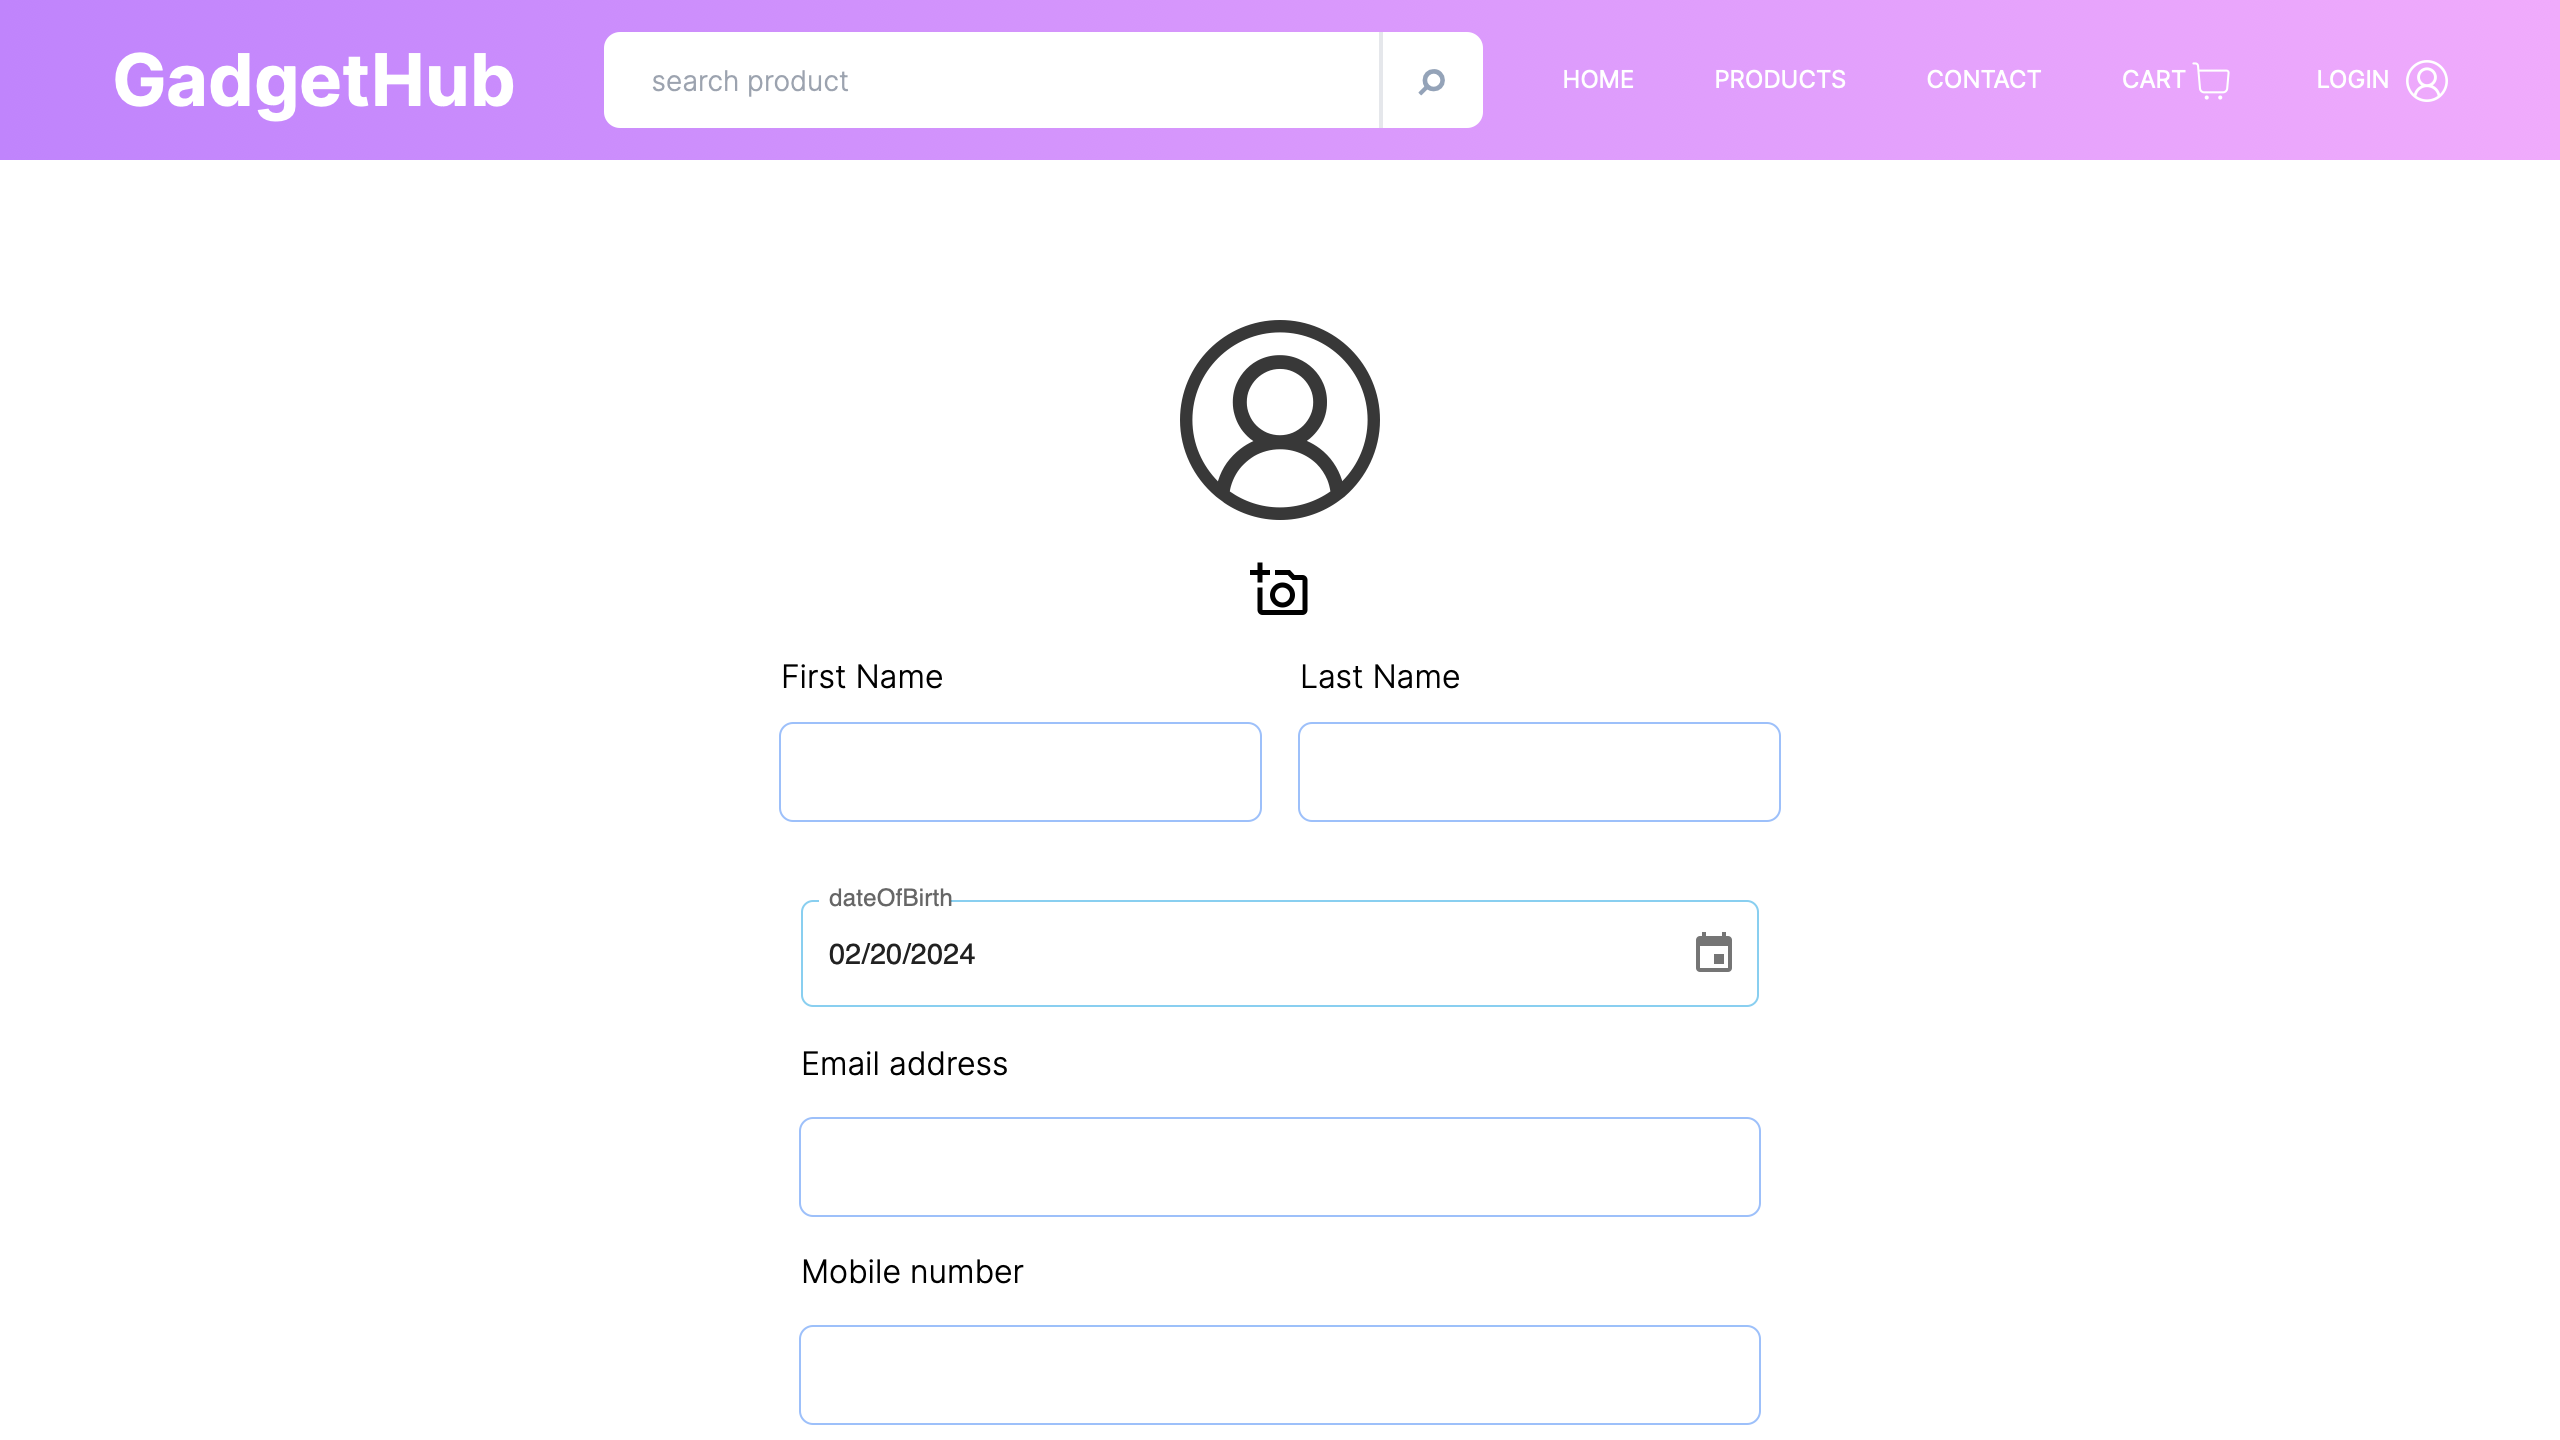 GadgetHub
search product
HOME PRODUCTS CONTACT CART LOGIN
First Name Last Name
dateOfBirth
02/20/2024
Email address
Mobile number